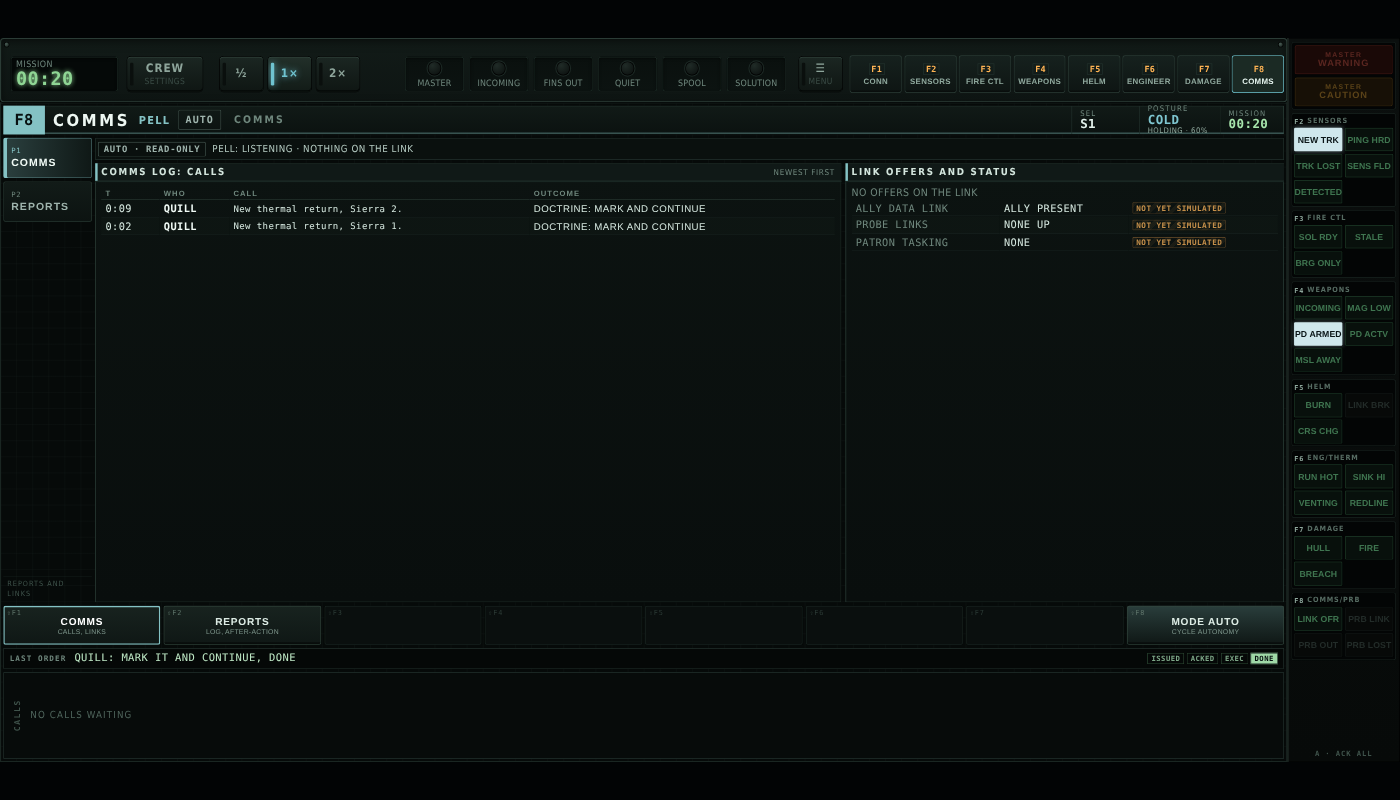 MISSION
00:20
CREW
SETTINGS
½
1×
2×
MASTER
INCOMING
FINS OUT
QUIET
SPOOL
SOLUTION
☰
MENU
F1
CONN
F2
SENSORS
F3
FIRE CTL
F4
WEAPONS
F5
HELM
F6
ENGINEER
F7
DAMAGE
F8
COMMS
MASTER
WARNING
MASTER
CAUTION
F8 COMMS PELL AUTO COMMS
SEL
S1
POSTURE
COLD
HOLDING · 60%
MISSION
00:20
P1
COMMS
P2
REPORTS
REPORTS AND
LINKS
AUTO · READ-ONLY PELL: LISTENING · NOTHING ON THE LINK
COMMS LOG: CALLS NEWEST FIRST
T WHO CALL OUTCOME
0:09 QUILL New thermal return, Sierra 2. DOCTRINE: MARK AND CONTINUE
0:02 QUILL New thermal return, Sierra 1. DOCTRINE: MARK AND CONTINUE
LINK OFFERS AND STATUS
NO OFFERS ON THE LINK
ALLY DATA LINK ALLY PRESENT NOT YET SIMULATED
PROBE LINKS NONE UP NOT YET SIMULATED
PATRON TASKING NONE NOT YET SIMULATED
⇧F1
COMMS
CALLS, LINKS
⇧F2
REPORTS
LOG, AFTER-ACTION
⇧F3
⇧F4
⇧F5
⇧F6
⇧F7
⇧F8
MODE AUTO
CYCLE AUTONOMY
LAST ORDER QUILL: MARK IT AND CONTINUE, DONE ISSUED ACKED EXEC DONE
CALLS
NO CALLS WAITING
F2 SENSORS
NEW TRK PING HRD
TRK LOST SENS FLD
DETECTED
F3 FIRE CTL
SOL RDY STALE
BRG ONLY
F4 WEAPONS
INCOMING MAG LOW
PD ARMED PD ACTV
MSL AWAY
F5 HELM
BURN LINK BRK
CRS CHG
F6 ENG/THERM
RUN HOT SINK HI
VENTING REDLINE
F7 DAMAGE
HULL FIRE
BREACH
F8 COMMS/PRB
LINK OFR PRB LINK
PRB OUT PRB LOST
A · ACK ALL